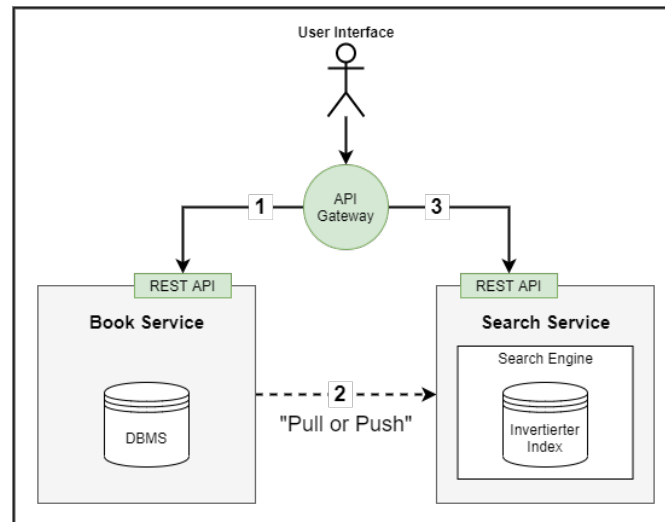 User Interface
API
Gateway
1
3
REST API
REST API
Book Service
Search Service
Search Engine
DBMS
2
"Pull or Push"
Invertierter
Index